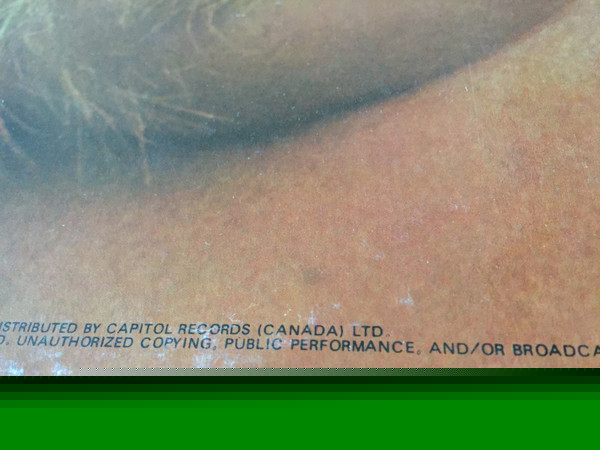 ISTRIBUTED BY CAPITOL RECORDS (CANADA) LTD.
D. UNAUTHORIZED COPYING, PUBLIC PERFORMANCE, AND/OR BROADCA